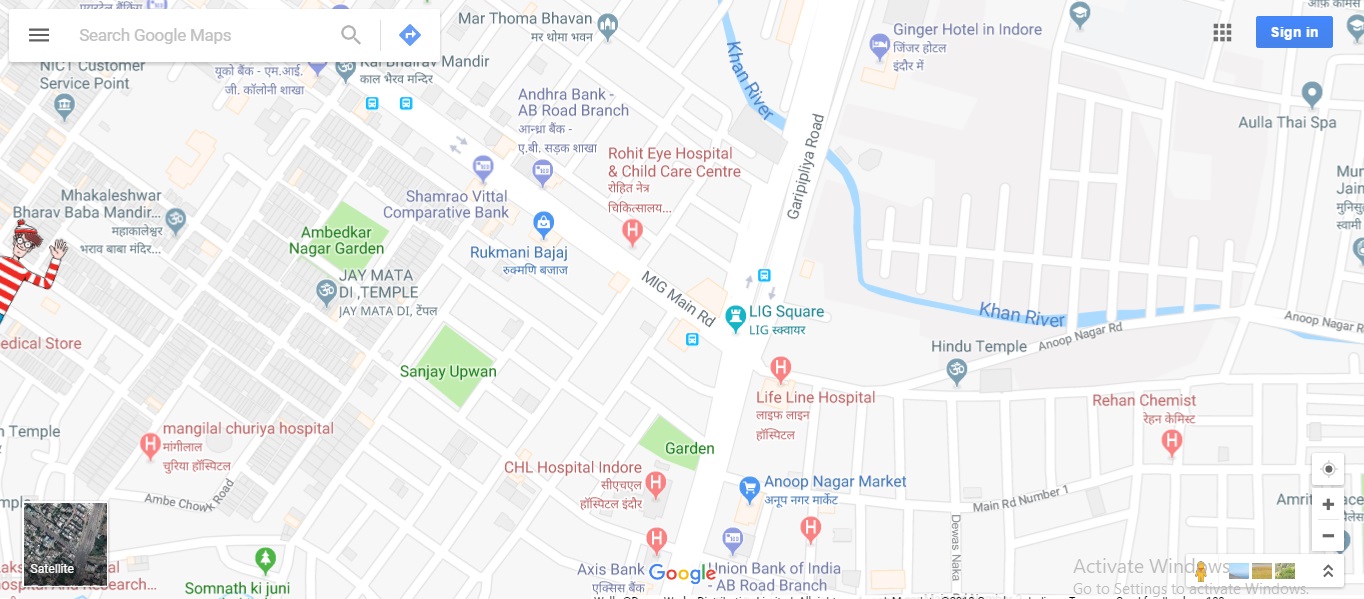 Search Google Maps
Sign in
एयरटेल बैंकिंग
Mar Thoma Bhavan
मर थोमा भवन
Ginger Hotel in Indore
जिंजर होटल
इंदौर में
Khan River
NICT Customer
Service Point
यूको बैंक - एम.आई.
जी. कॉलोनी शाखा
Kal Bhairav Mandir
काल भैरव मन्दिर
Andhra Bank -
AB Road Branch
आन्ध्रा बैंक -
ए.बी. सड़क शाखा
Aulla Thai Spa
Garipipliya Road
Rohit Eye Hospital
& Child Care Centre
रोहित नेत्र
चिकित्सालय...
Mhakaleshwar
Bharav Baba Mandir...
महाकालेश्वर
भराव बाबा मंदिर...
Shamrao Vittal
Comparative Bank
Ambedkar
Nagar Garden
Rukmani Bajaj
रुक्मणि बजाज
JAY MATA
DI ,TEMPLE
JAY MATA DI, टेंपल
MIG Main Rd
LIG Square
LIG स्क्वायर
Khan River
Anoop Nagar Rd
Anoop Nagar R
Hindu Temple
edical Store
Sanjay Upwan
Life Line Hospital
लाइफ लाइन
हॉस्पिटल
Rehan Chemist
रेहन केमिस्ट
n Temple
mangilal churiya hospital
मांगीलाल
चुरिया हॉस्पिटल
Garden
CHL Hospital Indore
सीएचएल
हॉस्पिटल इंदौर
Anoop Nagar Market
अनूप नगर मार्केट
Ambe Chowk Road
Main Rd Number 1
Dewas Naka
Satellite
Somnath ki juni
Axis Bank
एक्सिस बैंक
Google
Union Bank of India
AB Road Branch
Activate Windows
Go to Settings to activate Windows.